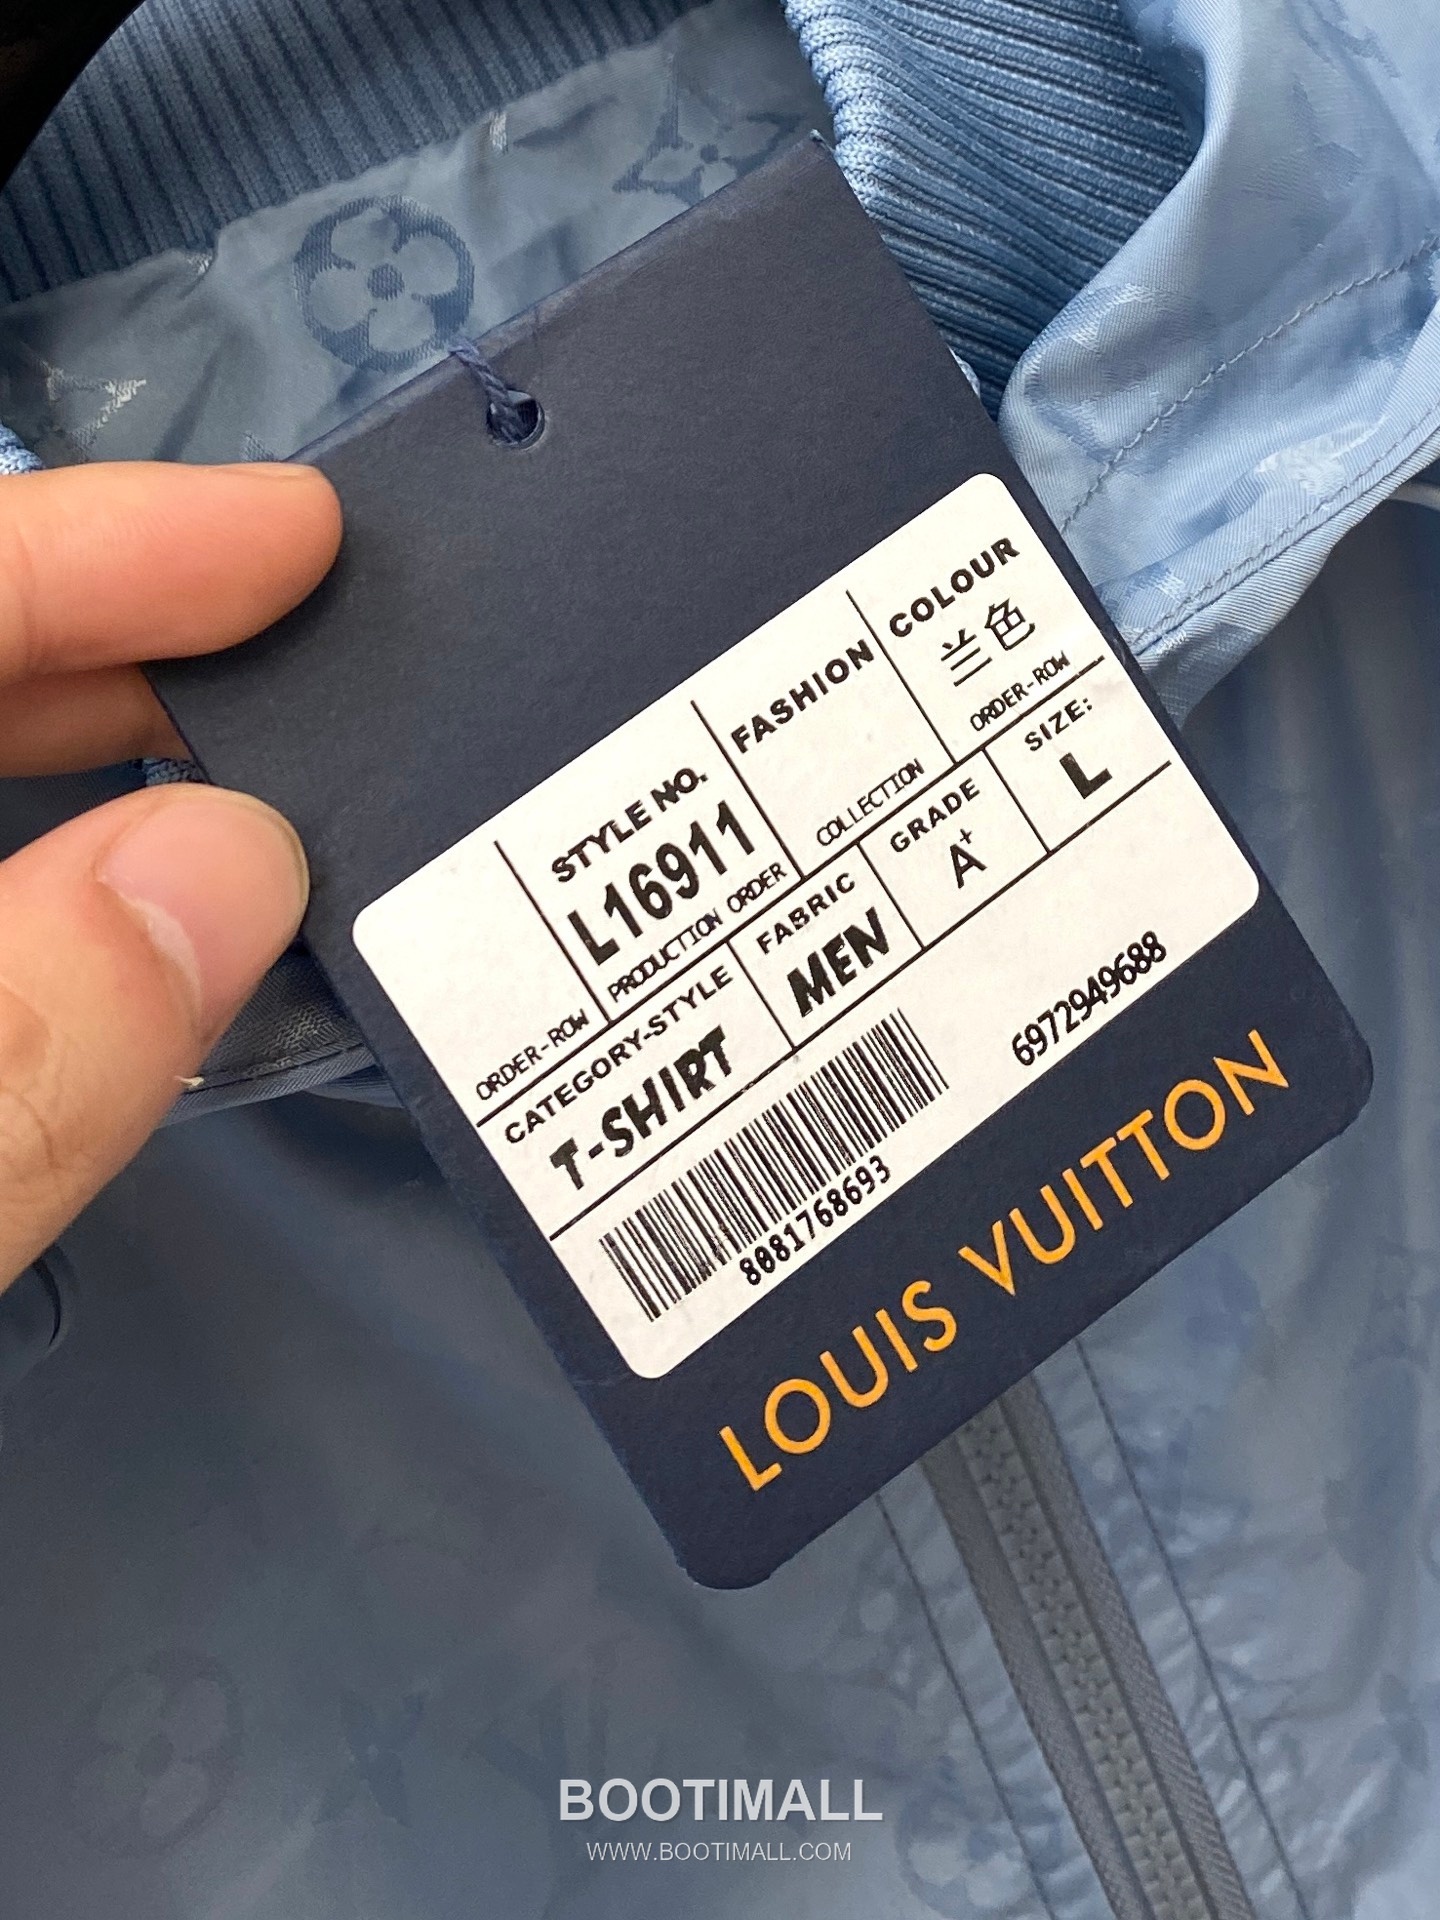 COLOUR
兰色
ORDER-ROW
FASHION
COLLECTION
STYLE NO.
L16911
PRODUCTION ORDER
ORDER-ROW
SIZE:
L
GRADE
A+
FABRIC
MEN
CATEGORY-STYLE
T-SHIRT
8081768693
6972949688
LOUIS VUITTON
BOOTIMALL
WWW.BOOTIMALL.COM